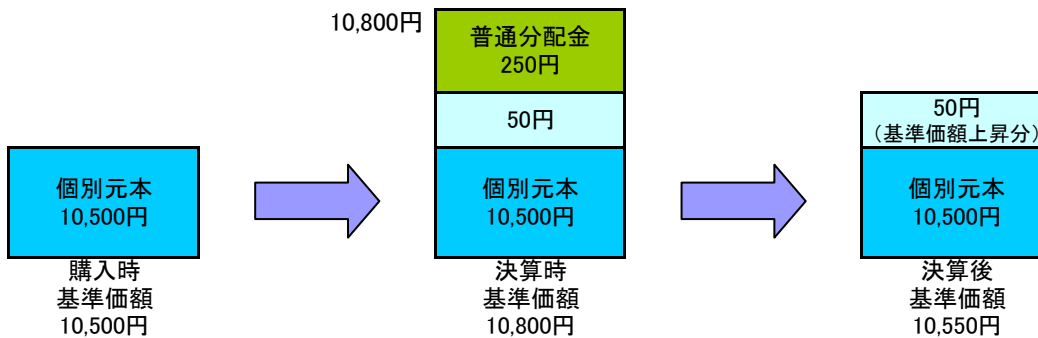 10,800円
普通分配金
250円
50円
個別元本
10,500円
購入時
基準価額
10,500円
個別元本
10,500円
決算時
基準価額
10,800円
50円
（基準価額上昇分）
個別元本
10,500円
決算後
基準価額
10,550円